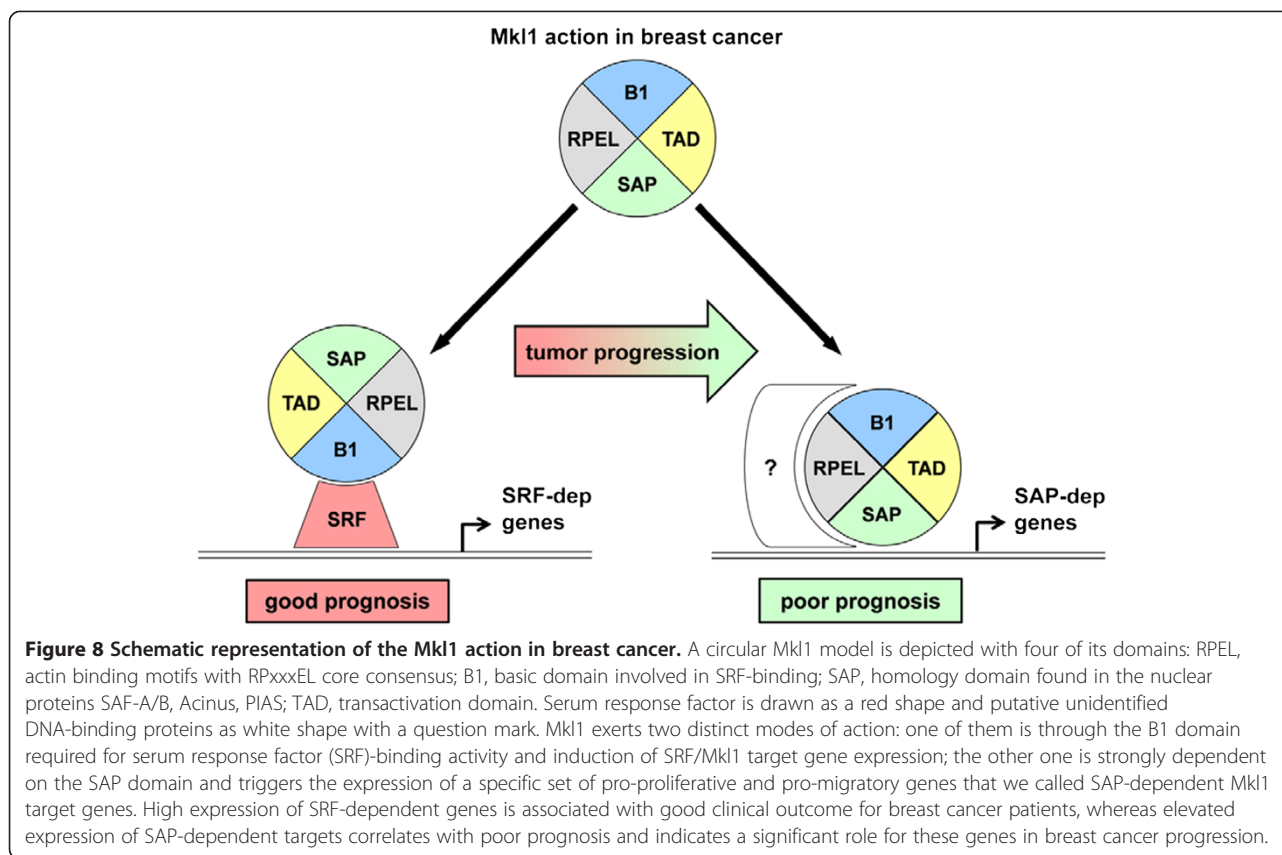 Mkl1 action in breast cancer
B1
RPEL
TAD
SAP
SAP
TAD
RPEL
B1
SRF
SRF-dep
genes
good prognosis
tumor progression
?
B1
RPEL
TAD
SAP
SAP-dep
genes
poor prognosis
Figure 8 Schematic representation of the Mkl1 action in breast cancer. A circular Mkl1 model is depicted with four of its domains: RPEL,
actin binding motifs with RPxxxEL core consensus; B1, basic domain involved in SRF-binding; SAP, homology domain found in the nuclear
proteins SAF-A/B, Acinus, PIAS; TAD, transactivation domain. Serum response factor is drawn as a red shape and putative unidentified
DNA-binding proteins as white shape with a question mark. Mkl1 exerts two distinct modes of action: one of them is through the B1 domain
required for serum response factor (SRF)-binding activity and induction of SRF/Mkl1 target gene expression; the other one is strongly dependent
on the SAP domain and triggers the expression of a specific set of pro-proliferative and pro-migratory genes that we called SAP-dependent Mkl1
target genes. High expression of SRF-dependent genes is associated with good clinical outcome for breast cancer patients, whereas elevated
expression of SAP-dependent targets correlates with poor prognosis and indicates a significant role for these genes in breast cancer progression.